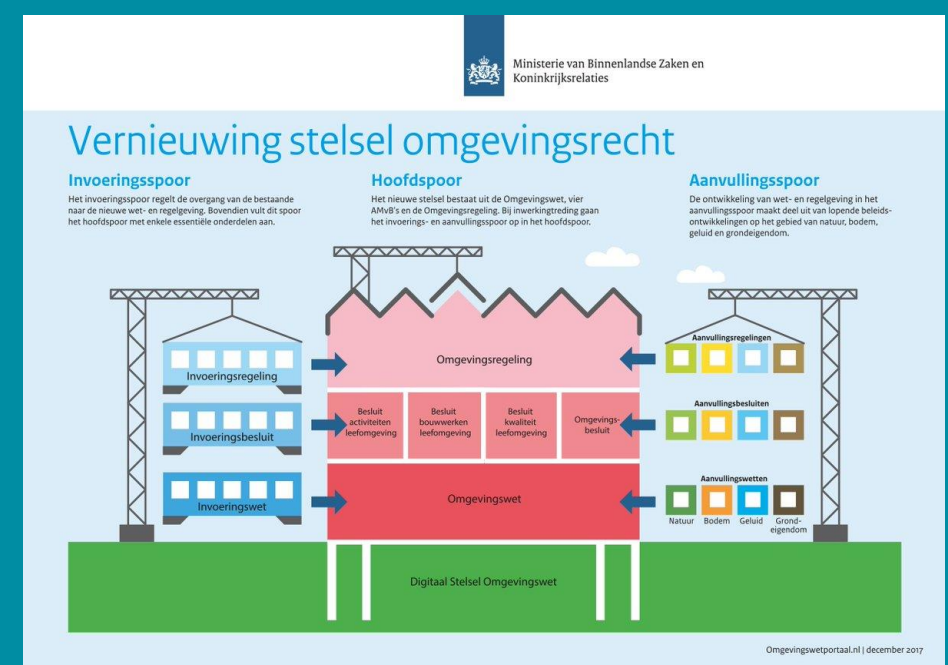 Ministerie van Binnenlandse Zaken en
Koninkrijksrelaties
Vernieuwing stelsel omgevingsrecht
Invoeringsspoor
Het invoeringsspoor regelt de overgang van de bestaande
naar de nieuwe wet- en regelgeving. Bovendien vult dit spoor
het hoofdspoor met enkele essentiële onderdelen aan.
Hoofdspoor
Het nieuwe stelsel bestaat uit de Omgevingswet, vier
AMvB's en de Omgevingsregeling. Bij inwerkingtreding gaan
het invoerings- en aanvullingsspoor op in het hoofdspoor.
Aanvullingsspoor
De ontwikkeling van wet- en regelgeving in het
aanvullingsspoor maakt deel uit van lopende beleids-
ontwikkelingen op het gebied van natuur, bodem,
geluid en grondeigendom.
Invoeringsregeling
Omgevingsregeling
Aanvullingsregelingen
Invoeringsbesluit
Besluit
activiteiten
leefomgeving
Besluit
bouwwerken
leefomgeving
Besluit
kwaliteit
leefomgeving
Omgevings-
besluit
Aanvullingsbesluiten
Invoeringswet
Omgevingswet
Aanvullingswetten
Natuur
Bodem
Geluid
Grond-
eigendom
Digitaal Stelsel Omgevingswet
Omgevingswetportaal.nl | december 2017